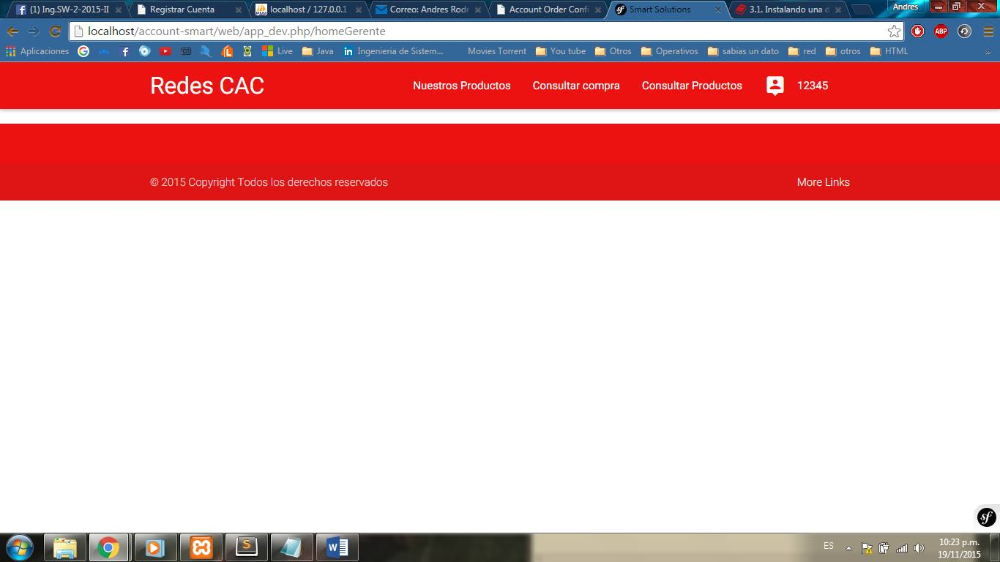 (1) Ing.SW-2-2015-II
Registrar Cuenta
localhost / 127.0.0.1
Correo: Andres Rodr
Account Order Confi
Smart Solutions
3.1. Instalando una d
Andres
localhost/account-smart/web/app_dev.php/homeGerente
ABP
Aplicaciones
Live
Java
Ingenieria de Sistem...
Movies Torrent
You tube
Otros
Operativos
sabias un dato
red
otros
HTML
»
Redes CAC
Nuestros Productos
Consultar compra
Consultar Productos
12345
© 2015 Copyright Todos los derechos reservados
More Links
sf
ES
10:23 p.m.
19/11/2015